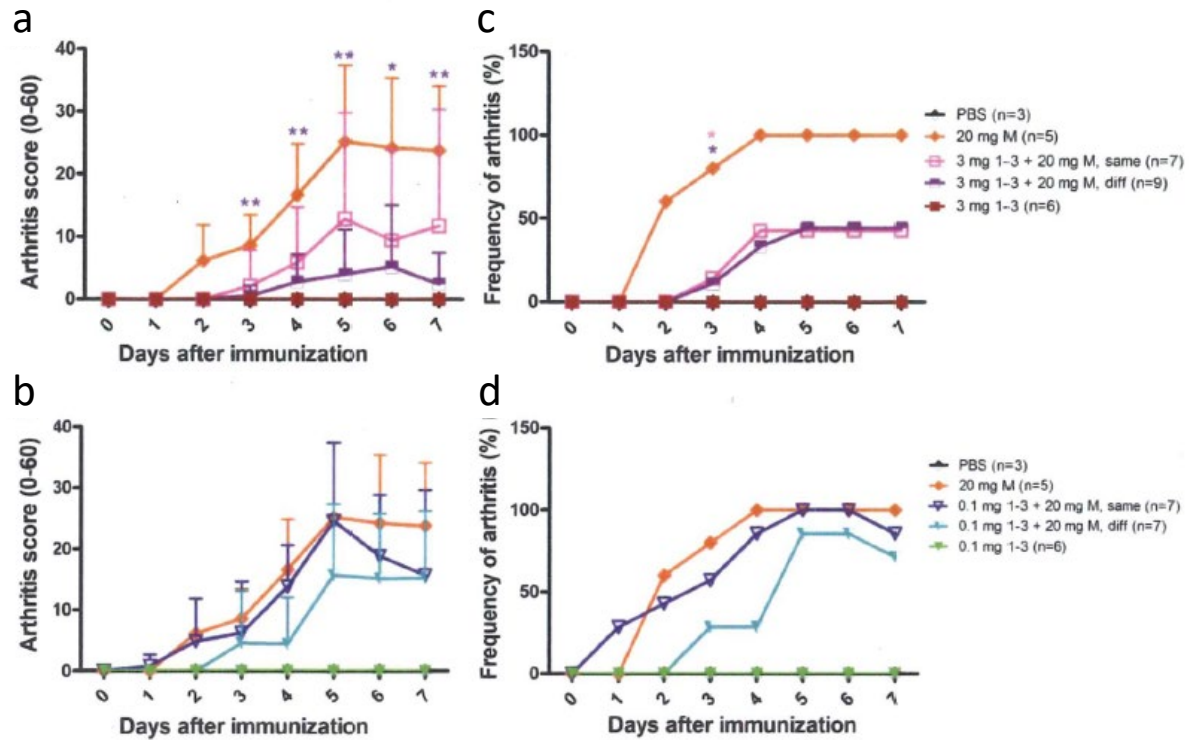 a
Arthritis score (0-60)
40
30
20
10
0
** ** ** * **
0 1 2 3 4 5 6 7
Days after immunization
c
Frequency of arthritis (%)
150
100
50
0
*
*
0 1 2 3 4 5 6 7
Days after immunization
PBS (n=3)
20 mg M (n=5)
3 mg 1-3 + 20 mg M, same (n=7)
3 mg 1-3 + 20 mg M, diff (n=9)
3 mg 1-3 (n=6)
b
Arthritis score (0-60)
40
30
20
10
0
0 1 2 3 4 5 6 7
Days after immunization
d
Frequency of arthritis (%)
150
100
50
0
0 1 2 3 4 5 6 7
Days after immunization
PBS (n=3)
20 mg M (n=5)
0.1 mg 1-3 + 20 mg M, same (n=7)
0.1 mg 1-3 + 20 mg M, diff (n=7)
0.1 mg 1-3 (n=6)